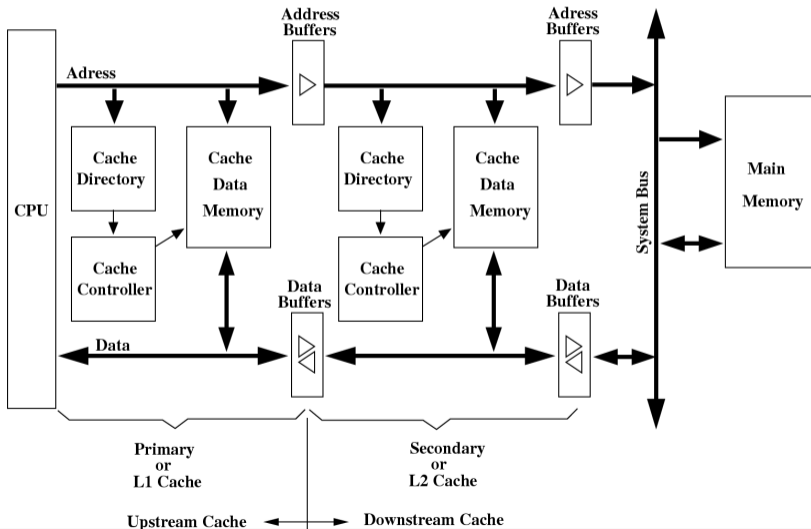 Address
Buffers
Adress
Buffers
Adress
CPU
Cache
Directory
Cache
Data
Memory
Cache
Controller
Cache
Directory
Cache
Data
Memory
Cache
Controller
System Bus
Main
Memory
Data
Buffers
Data
Buffers
Data
Primary
or
L1 Cache
Secondary
or
L2 Cache
Upstream Cache
Downstream Cache